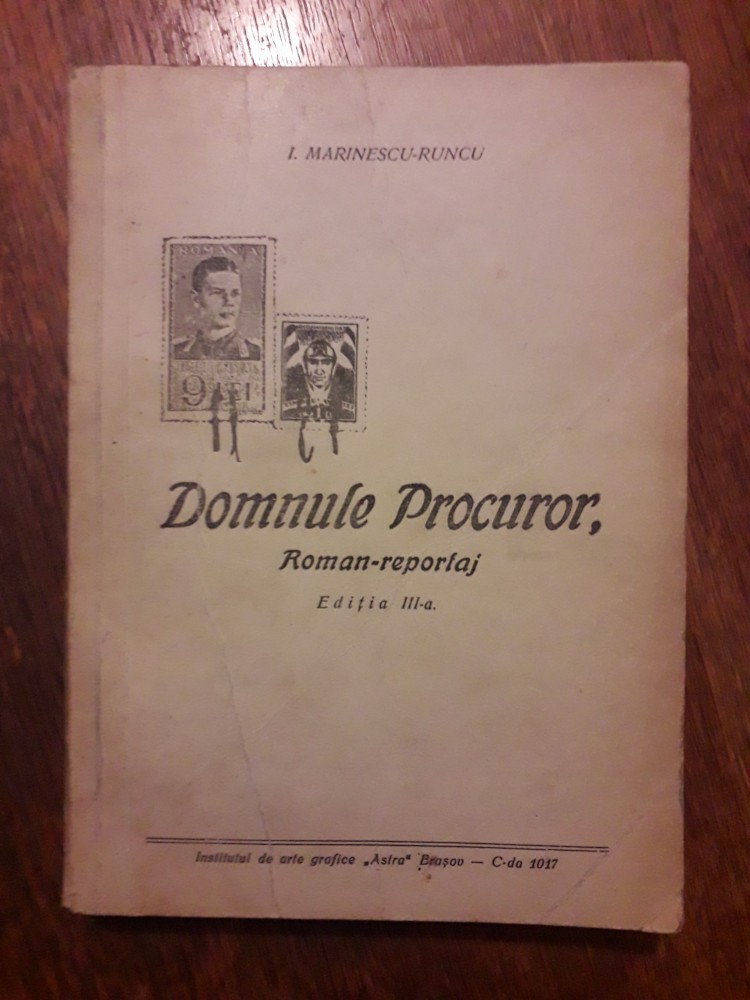 I. MARINESCU-RUNCU
ROMANIA
9 LEI
Domnule Procuror,
Roman-reportaj
Ediția III-a.
Institutul de arte grafice „Astra" Brașov — C-da 1017